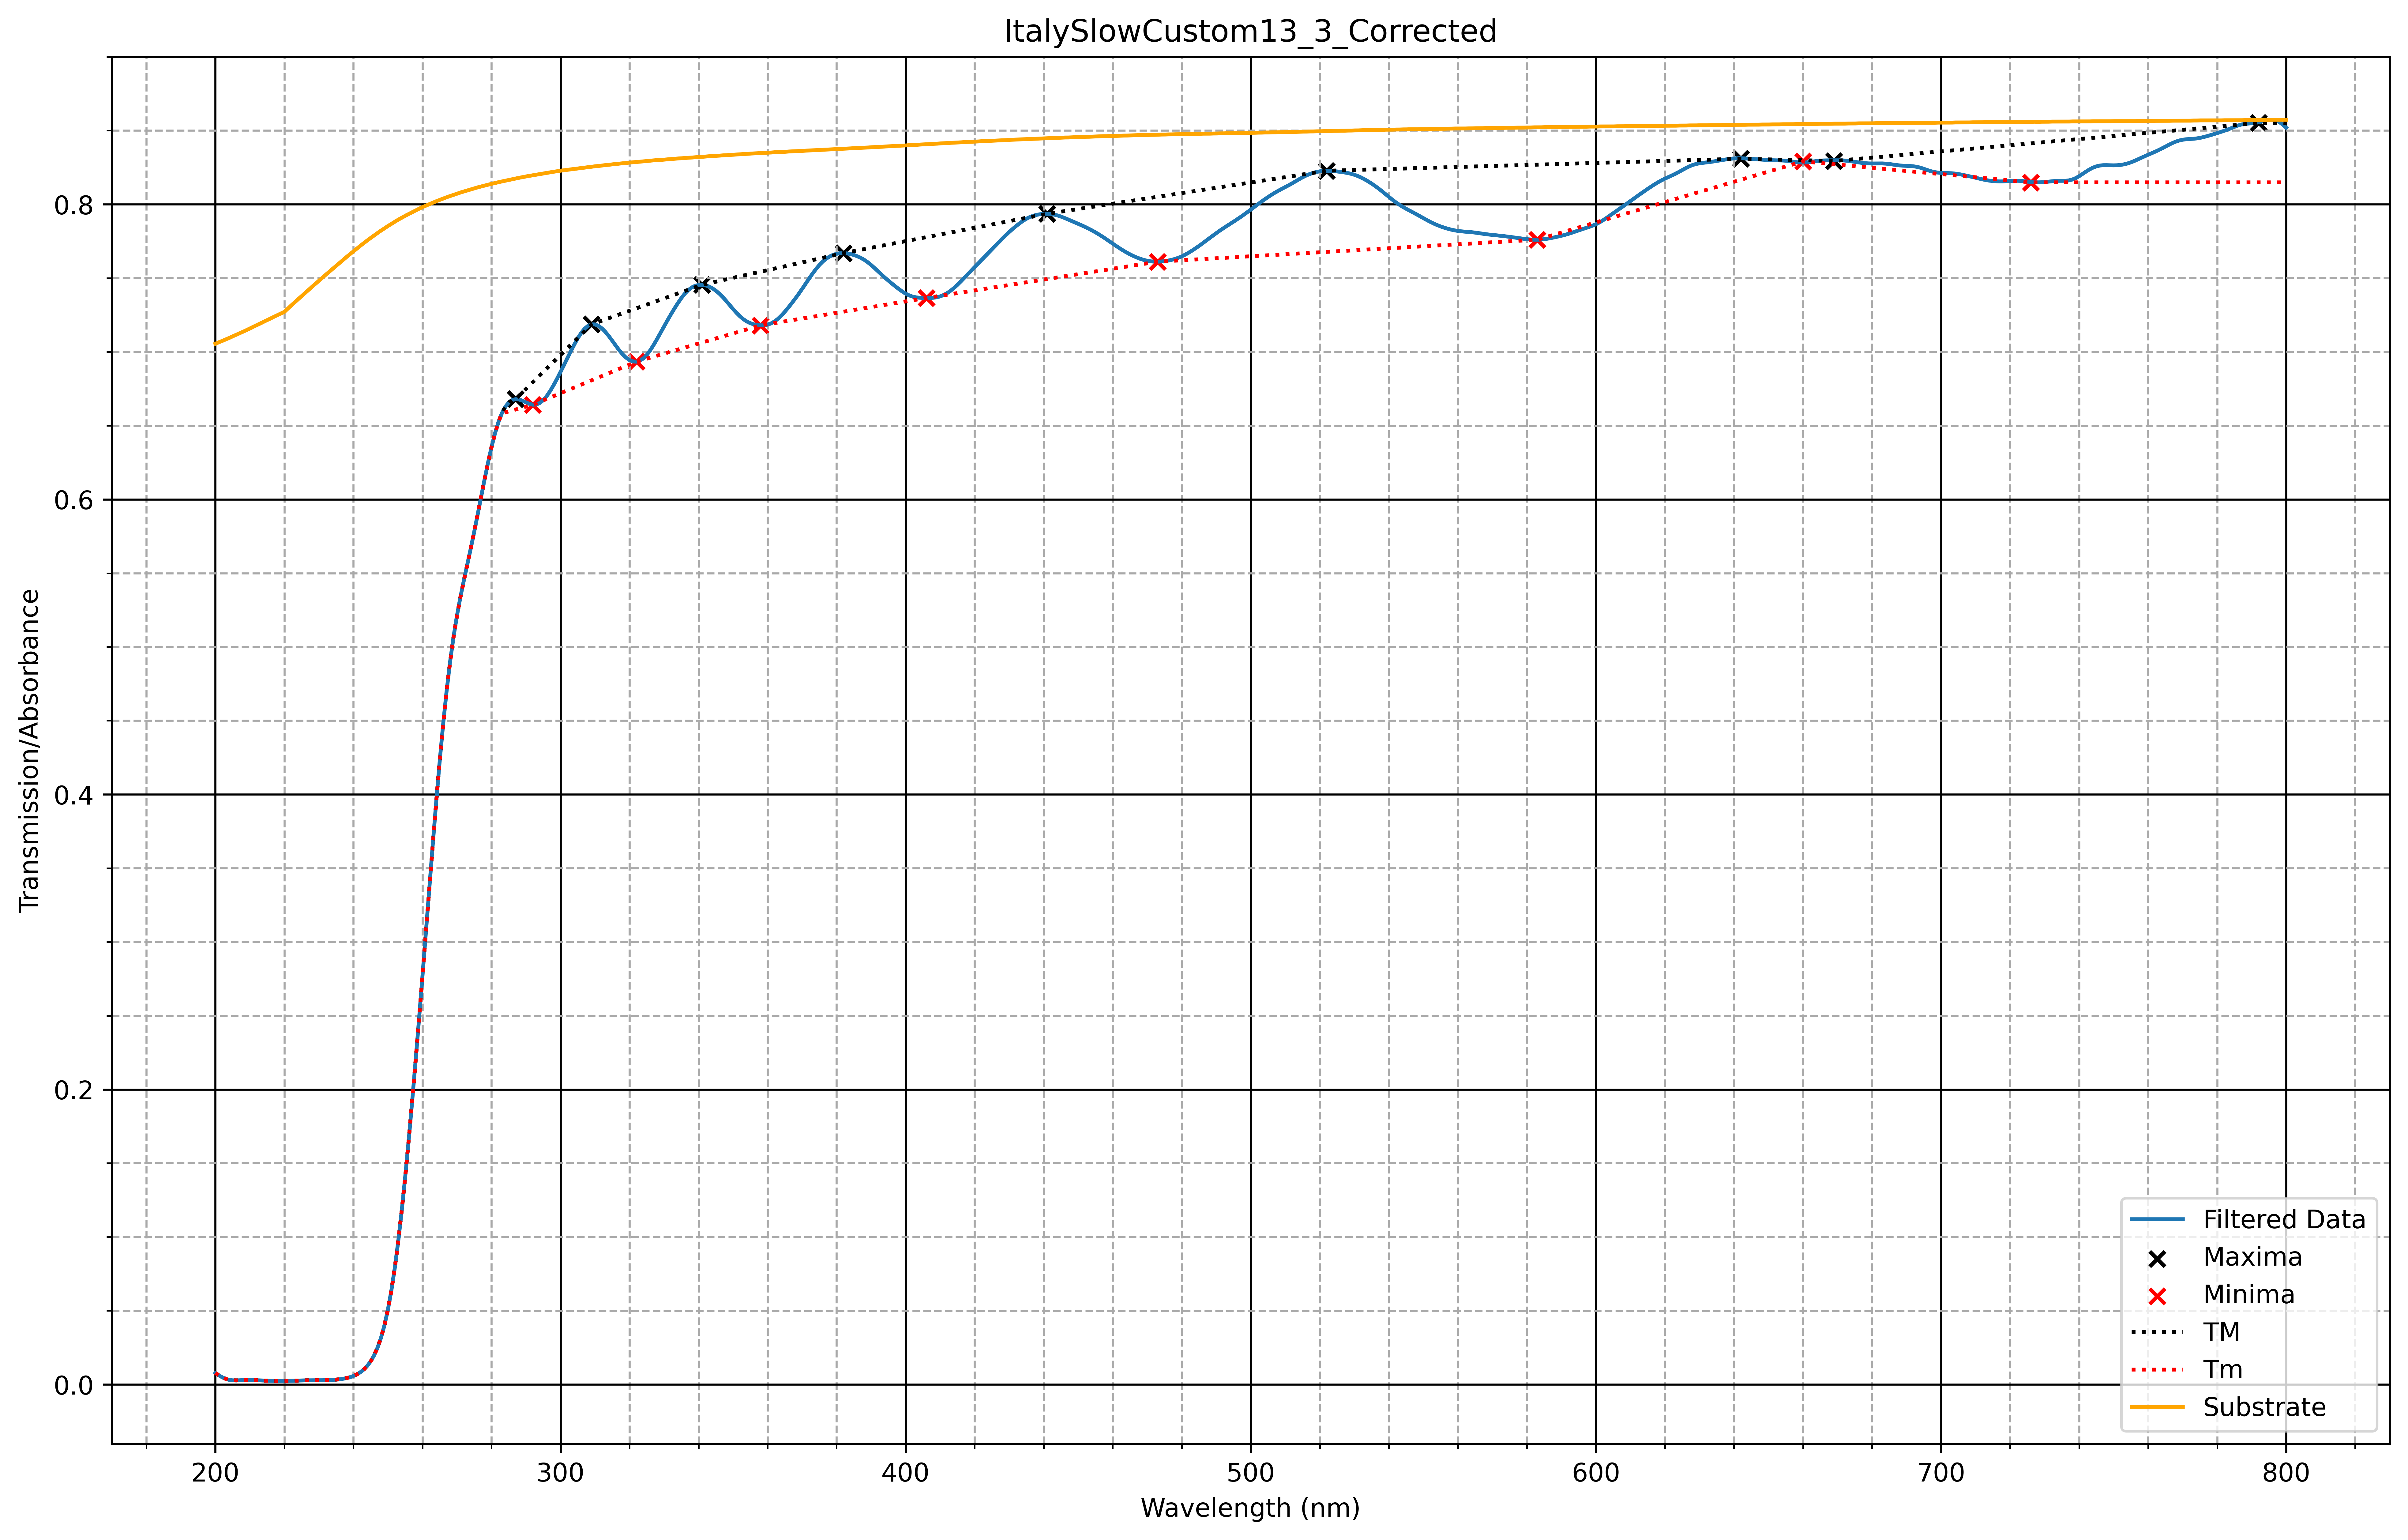 ItalySlowCustom13_3_Corrected
Transmission/Absorbance
0.8
0.6
0.4
0.2
0.0
200 300 400 500 600 700 800
Wavelength (nm)
Filtered Data
Maxima
Minima
TM
Tm
Substrate